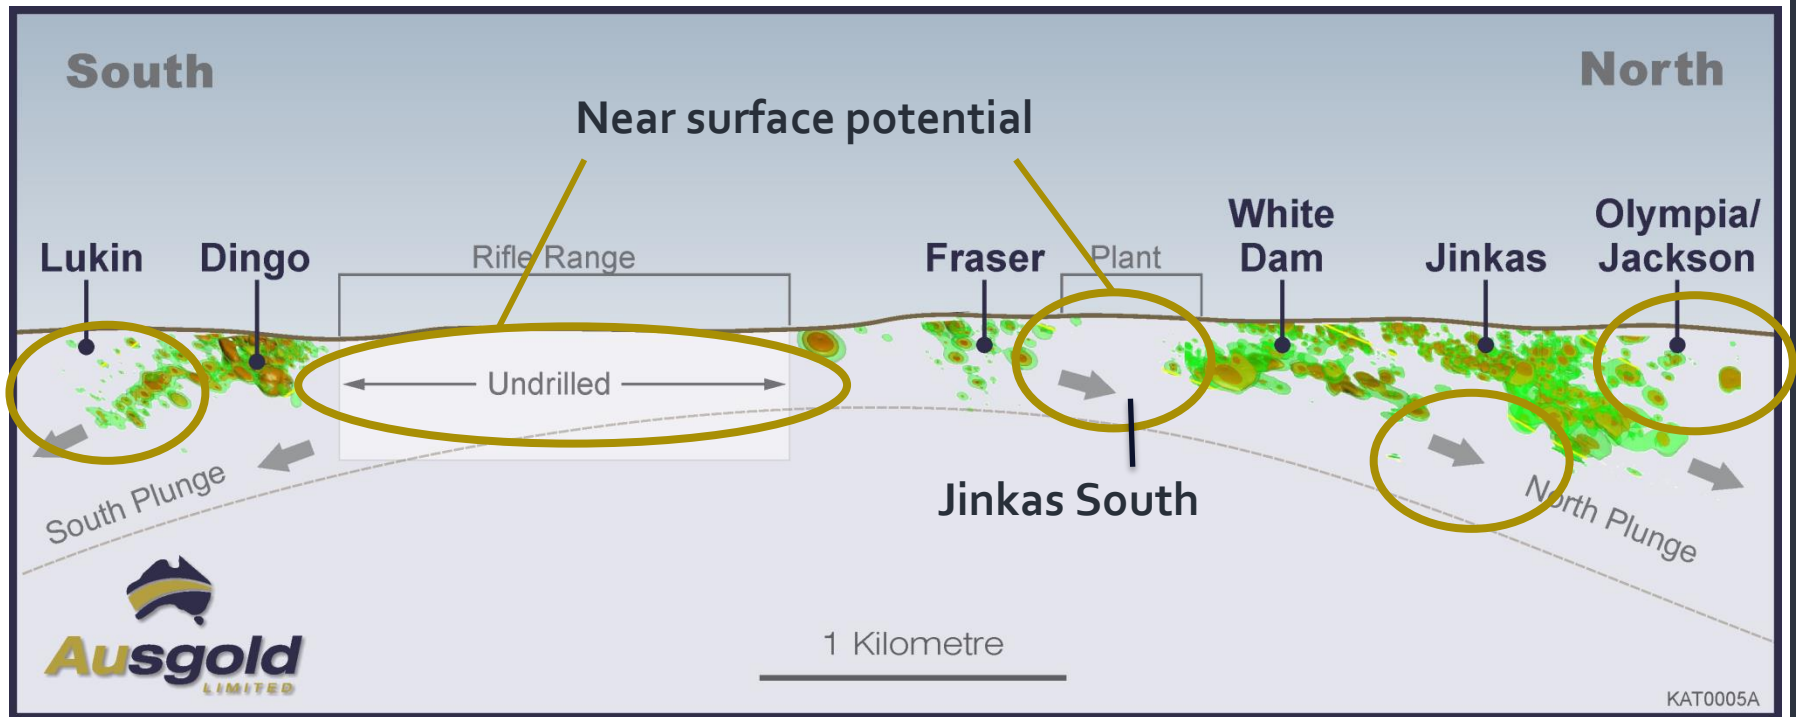 South
North
Near surface potential
Lukin
Dingo
Rifle Range
Fraser
Plant
White
Dam
Jinkas
Olympia/
Jackson
Undrilled
South Plunge
Jinkas South
North Plunge
Ausgold
LIMITED
1 Kilometre
KAT0005A